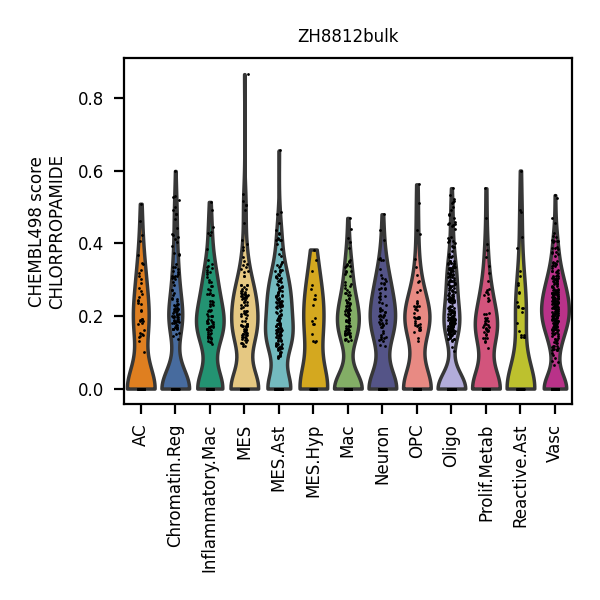 ZH8812bulk
CHEMBL498 score
CHLORPROPAMIDE
0.8
0.6
0.4
0.2
0.0
AC
Chromatin.Reg
Inflammatory.Mac
MES
MES.Ast
MES.Hyp
Mac
Neuron
OPC
Oligo
Prolif.Metab
Reactive.Ast
Vasc